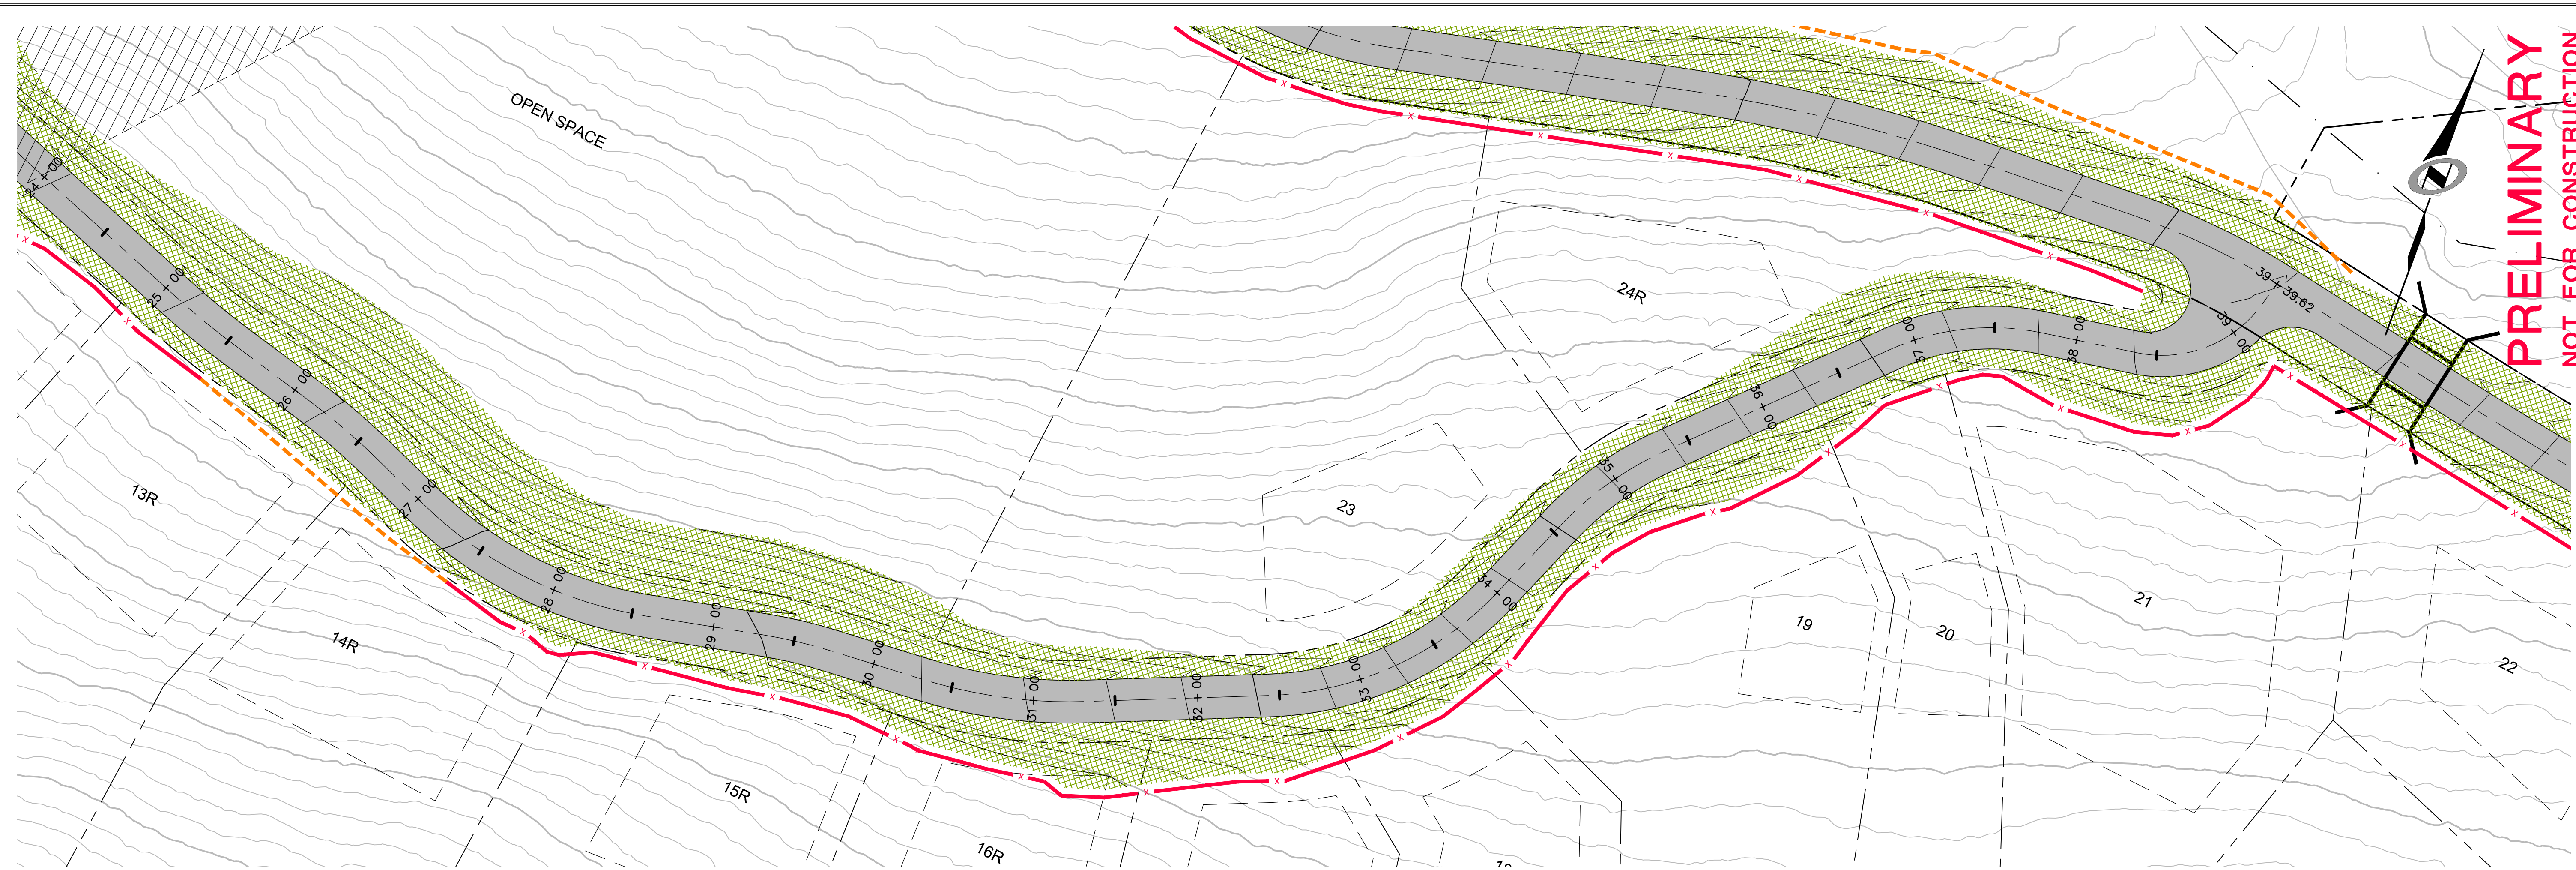 OPEN SPACE
24 + 00
25 + 00
26 + 00
27 + 00
28 + 00
29 + 00
30 + 00
31 + 00
32 + 00
33 + 00
34 + 00
35 + 00
36 + 00
37 + 00
38 + 00
39 + 00
39 + 39.62
13R
14R
15R
16R
19
20
21
22
23
24R
PRELIMINARY
NOT FOR CONSTRUCTION